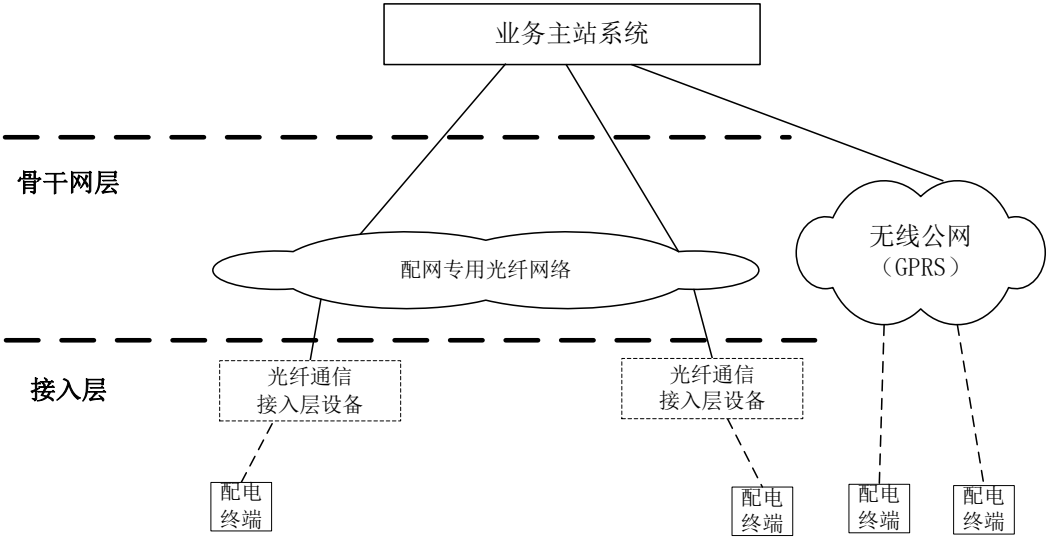 业务主站系统
骨干网层
无线公网
（GPRS）
配网专用光纤网络
接入层
光纤通信
接入层设备
光纤通信
接入层设备
配电
终端
配电
终端
配电
终端
配电
终端